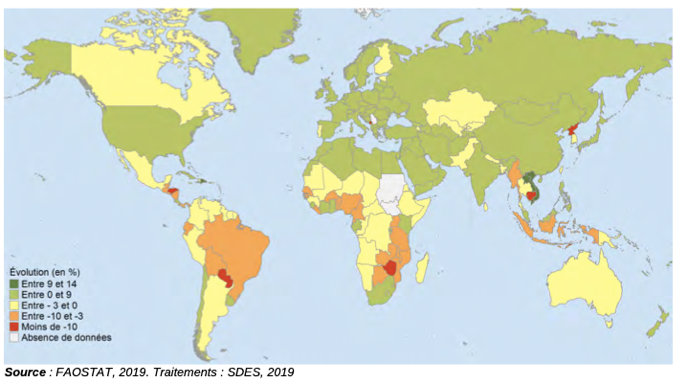 Évolution (en %)
Entre 9 et 14
Entre 0 et 9
Entre - 3 et 0
Entre -10 et -3
Moins de -10
Absence de données
Source : FAOSTAT, 2019. Traitements : SDES, 2019